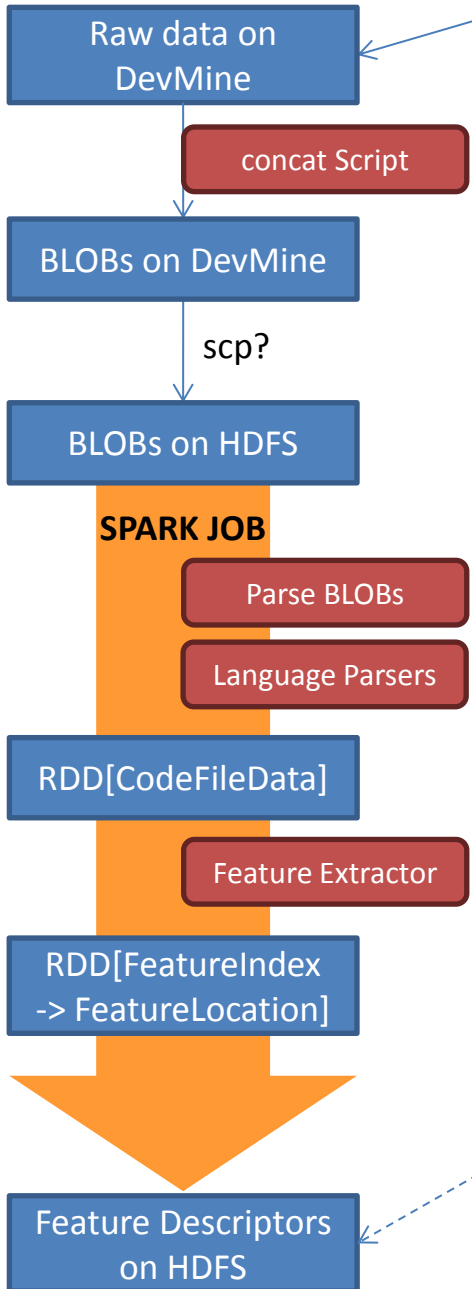 Raw data on
DevMine
concat Script
BLOBs on DevMine
scp?
BLOBs on HDFS
SPARK JOB
Parse BLOBs
Language Parsers
RDD[CodeFileData]
Feature Extractor
RDD[FeatureIndex
-> FeatureLocation]
Feature Descriptors
on HDFS